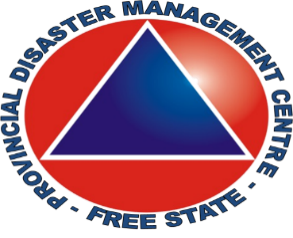 PROVINCIAL DISASTER MANAGEMENT CENTRE
- FREE STATE -